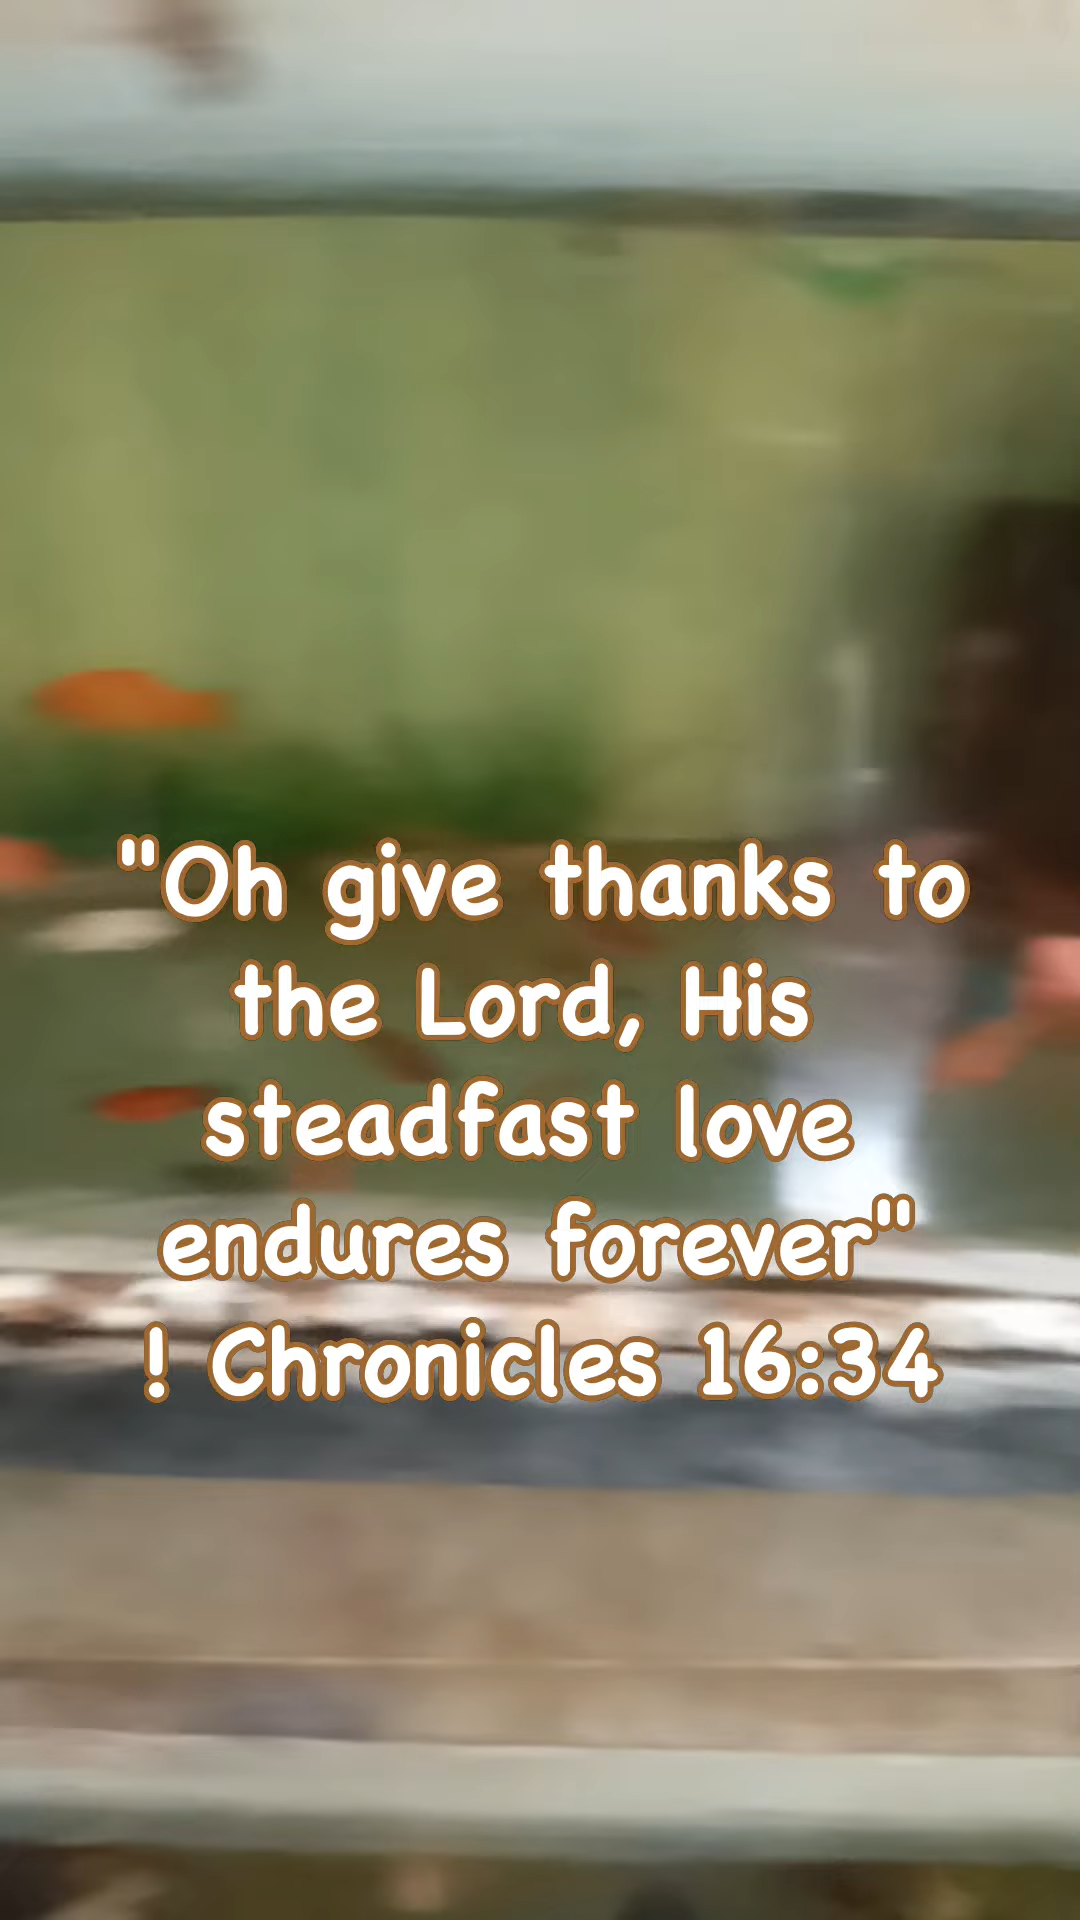 "Oh give thanks to
the Lord, His
steadfast love
endures forever"
! Chronicles 16:34